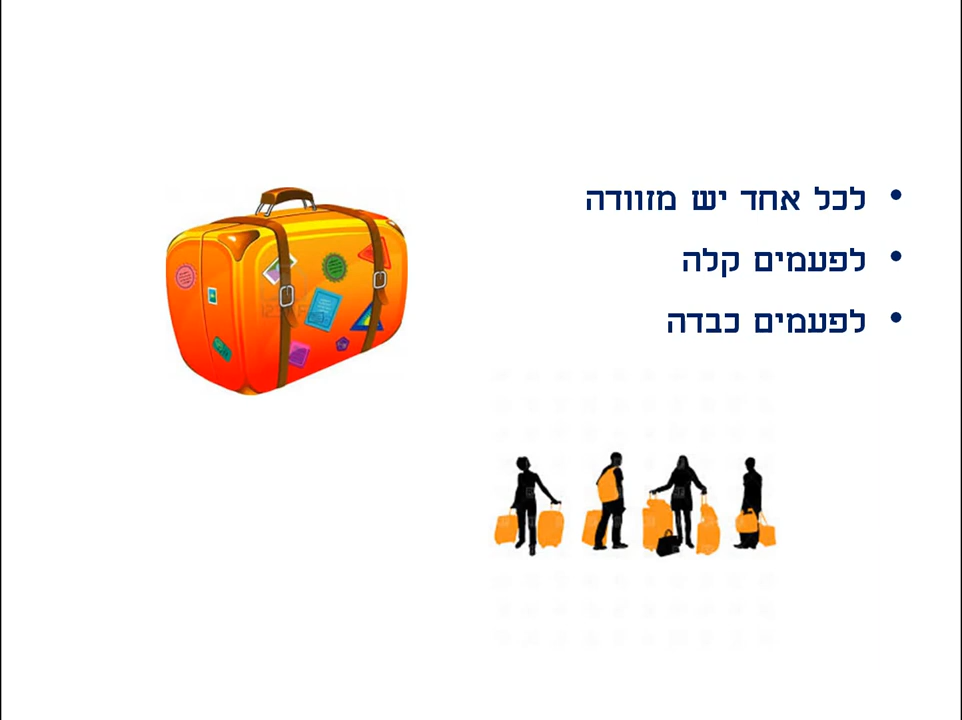 • לכל אחד יש מזוודה
• לפעמים קלה
• לפעמים כבדה